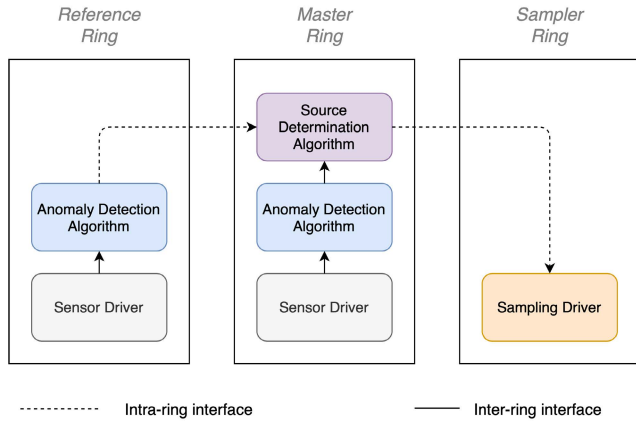 Reference
Ring
Master
Ring
Sampler
Ring
Source
Determination
Algorithm
Anomaly Detection
Algorithm
Anomaly Detection
Algorithm
Sensor Driver
Sensor Driver
Sampling Driver
Intra-ring interface
Inter-ring interface